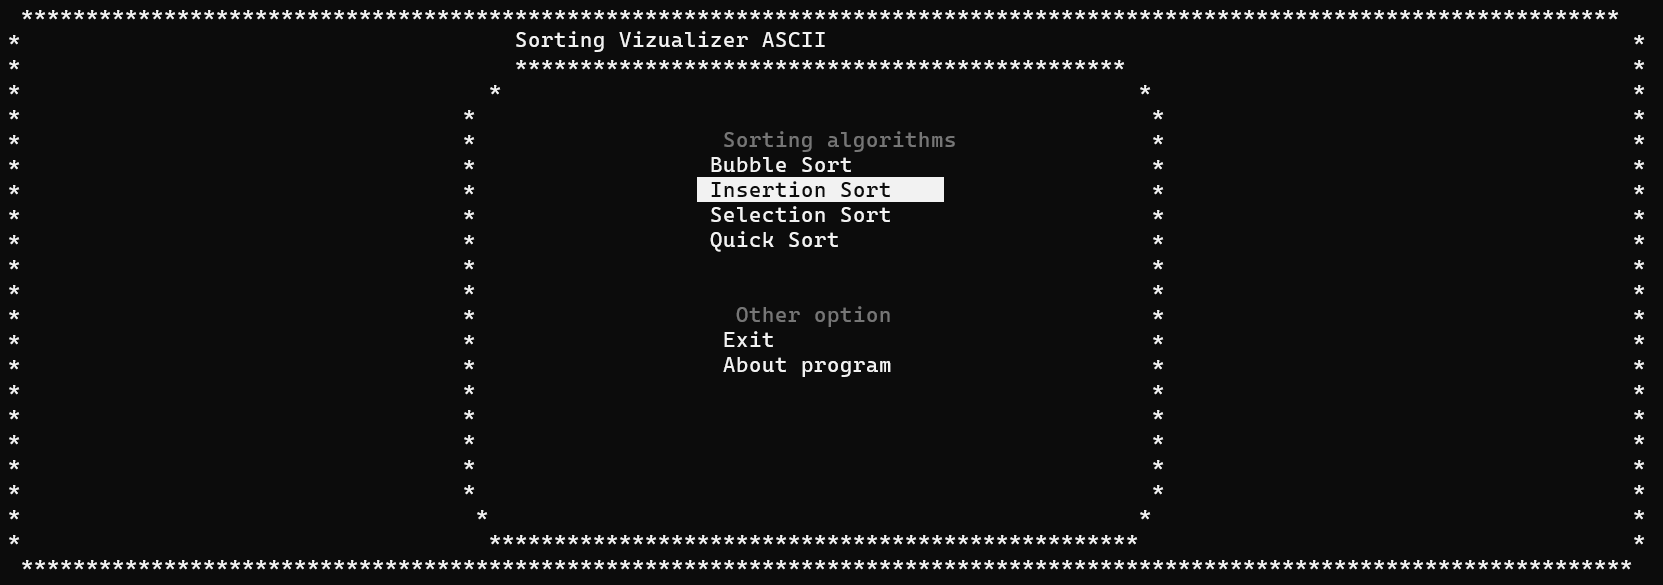 Sorting Vizualizer ASCII
Sorting algorithms
Bubble Sort
Insertion Sort
Selection Sort
Quick Sort
Other option
Exit
About program